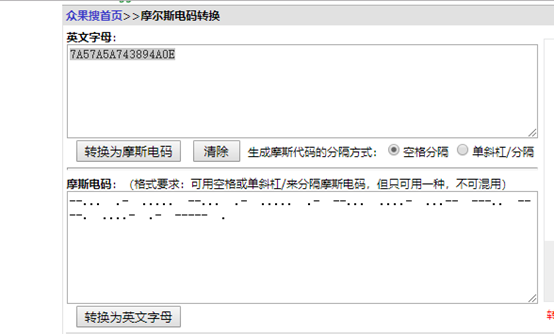 众果搜首页>>摩尔斯电码转换
英文字母:
7A57A5A743894A0E
转换为摩斯电码 清除 生成摩斯代码的分隔方式: 空格分隔 单斜杠/分隔
摩斯电码: (格式要求:可用空格或单斜杠/来分隔摩斯电码,但只可用一种,不可混用)
--... .- ..... --... .- ..... .- --... ....- ...-- ---.. --
--. ....- .- ----- .
转换为英文字母